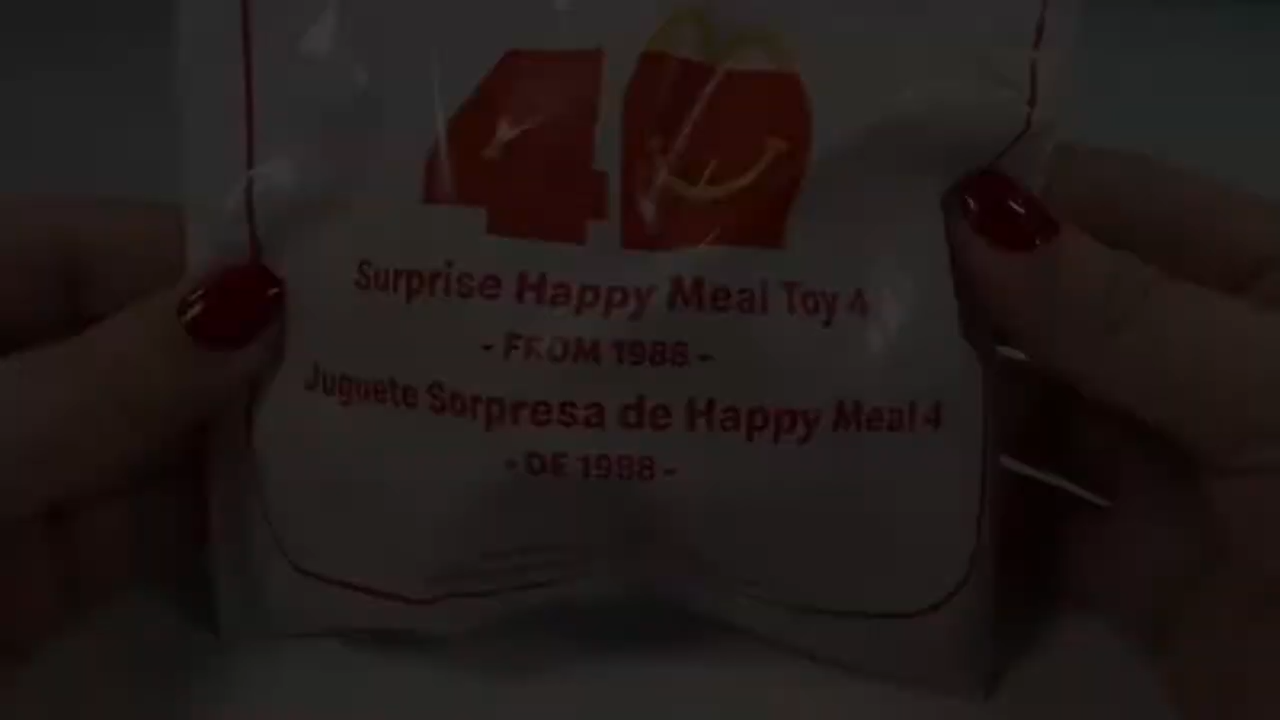 40
Surprise Happy Meal Toy 4
- FROM 1988 -
Juguete Sorpresa de Happy Meal 4
- DE 1988 -